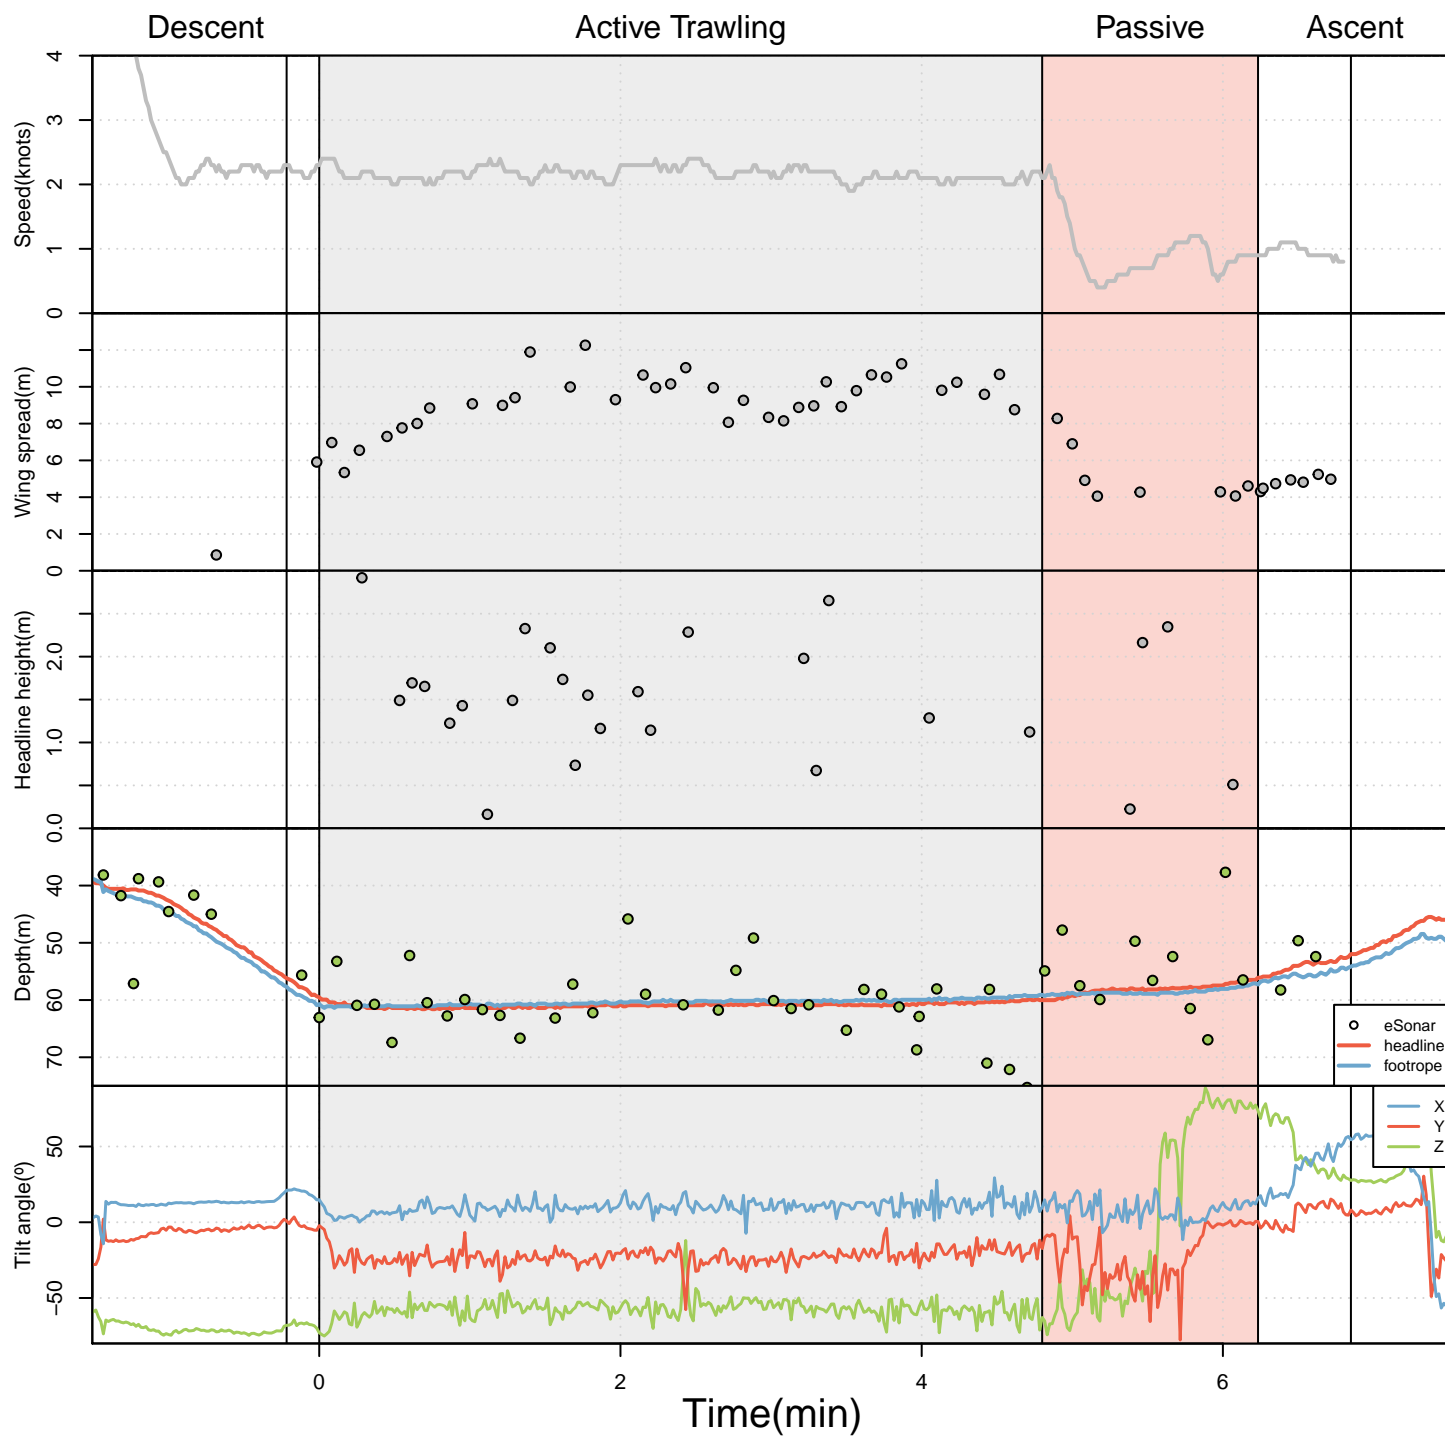 Descent Active Trawling Passive Ascent
Speed(knots)
4
3
2
1
0
Wing spread(m)
10
8
6
4
2
0
Headline height(m)
2.0
1.0
0.0
Depth(m)
40
50
60
70
eSonar
headline
footrope
Tilt angle(º)
50
0
−50
X
Y
Z
0 2 4 6
Time(min)